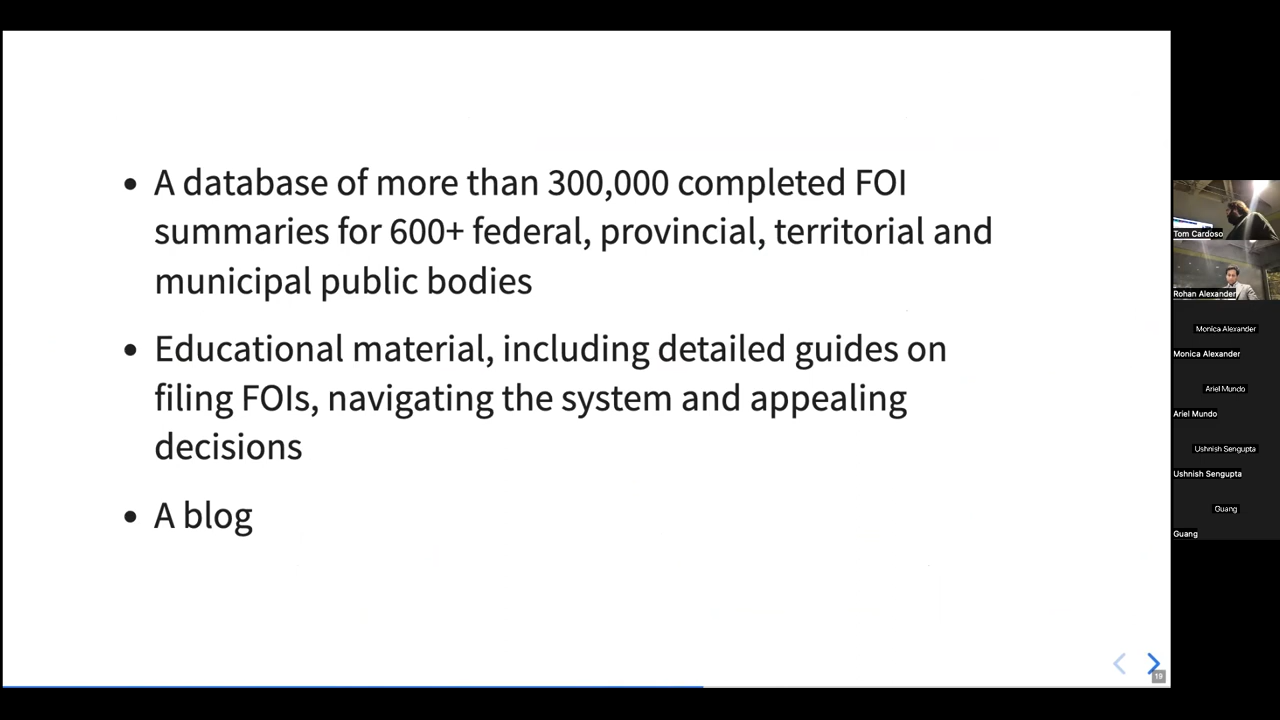 • A database of more than 300,000 completed FOI
summaries for 600+ federal, provincial, territorial and
municipal public bodies
• Educational material, including detailed guides on
filing FOIs, navigating the system and appealing
decisions
• A blog
19
Tom Cardoso
Rohan Alexander
Monica Alexander
Monica Alexander
Ariel Mundo
Ariel Mundo
Ushnish Sengupta
Ushnish Sengupta
Guang
Guang